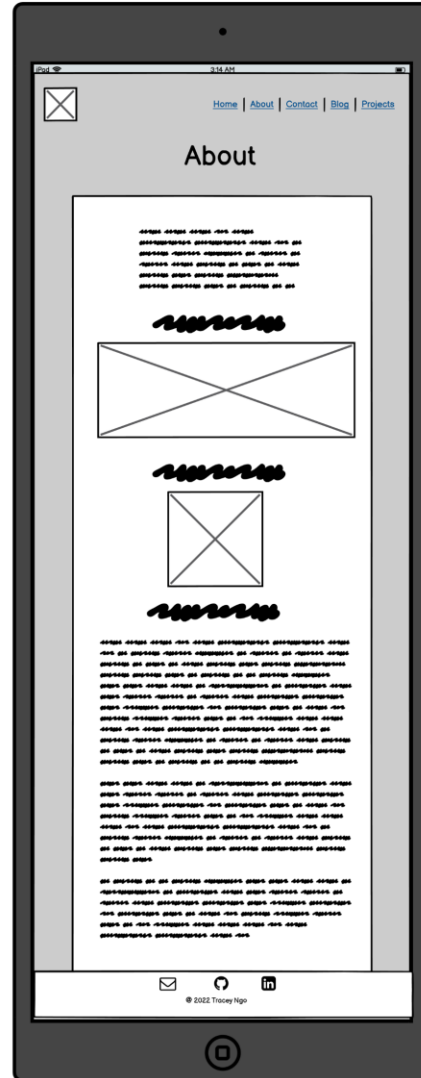 iPad 3:14 AM
Home | About | Contact | Blog | Projects
About
@ 2022 Tracey Ngo